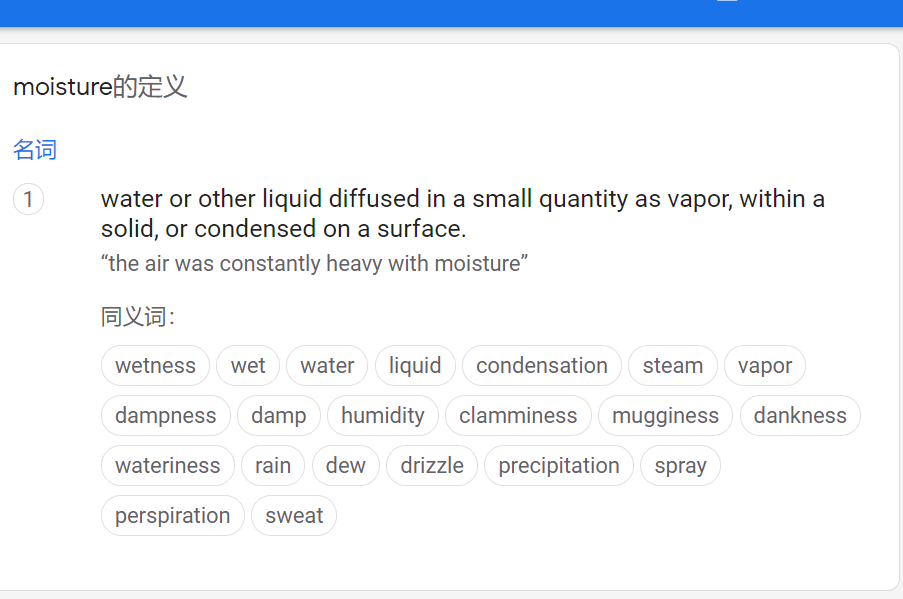 moisture的定义
名词
1 water or other liquid diffused in a small quantity as vapor, within a
solid, or condensed on a surface.
“the air was constantly heavy with moisture”
同义词：
wetness wet water liquid condensation steam vapor
dampness damp humidity clamminess mugginess dankness
wateriness rain dew drizzle precipitation spray
perspiration sweat